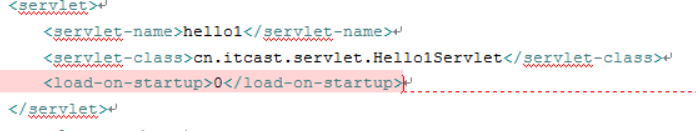 <servlet>
<servlet-name>hello1</servlet-name>
<servlet-class>cn.itcast.servlet.Hello1Servlet</servlet-class>
<load-on-startup>0</load-on-startup>
</servlet>